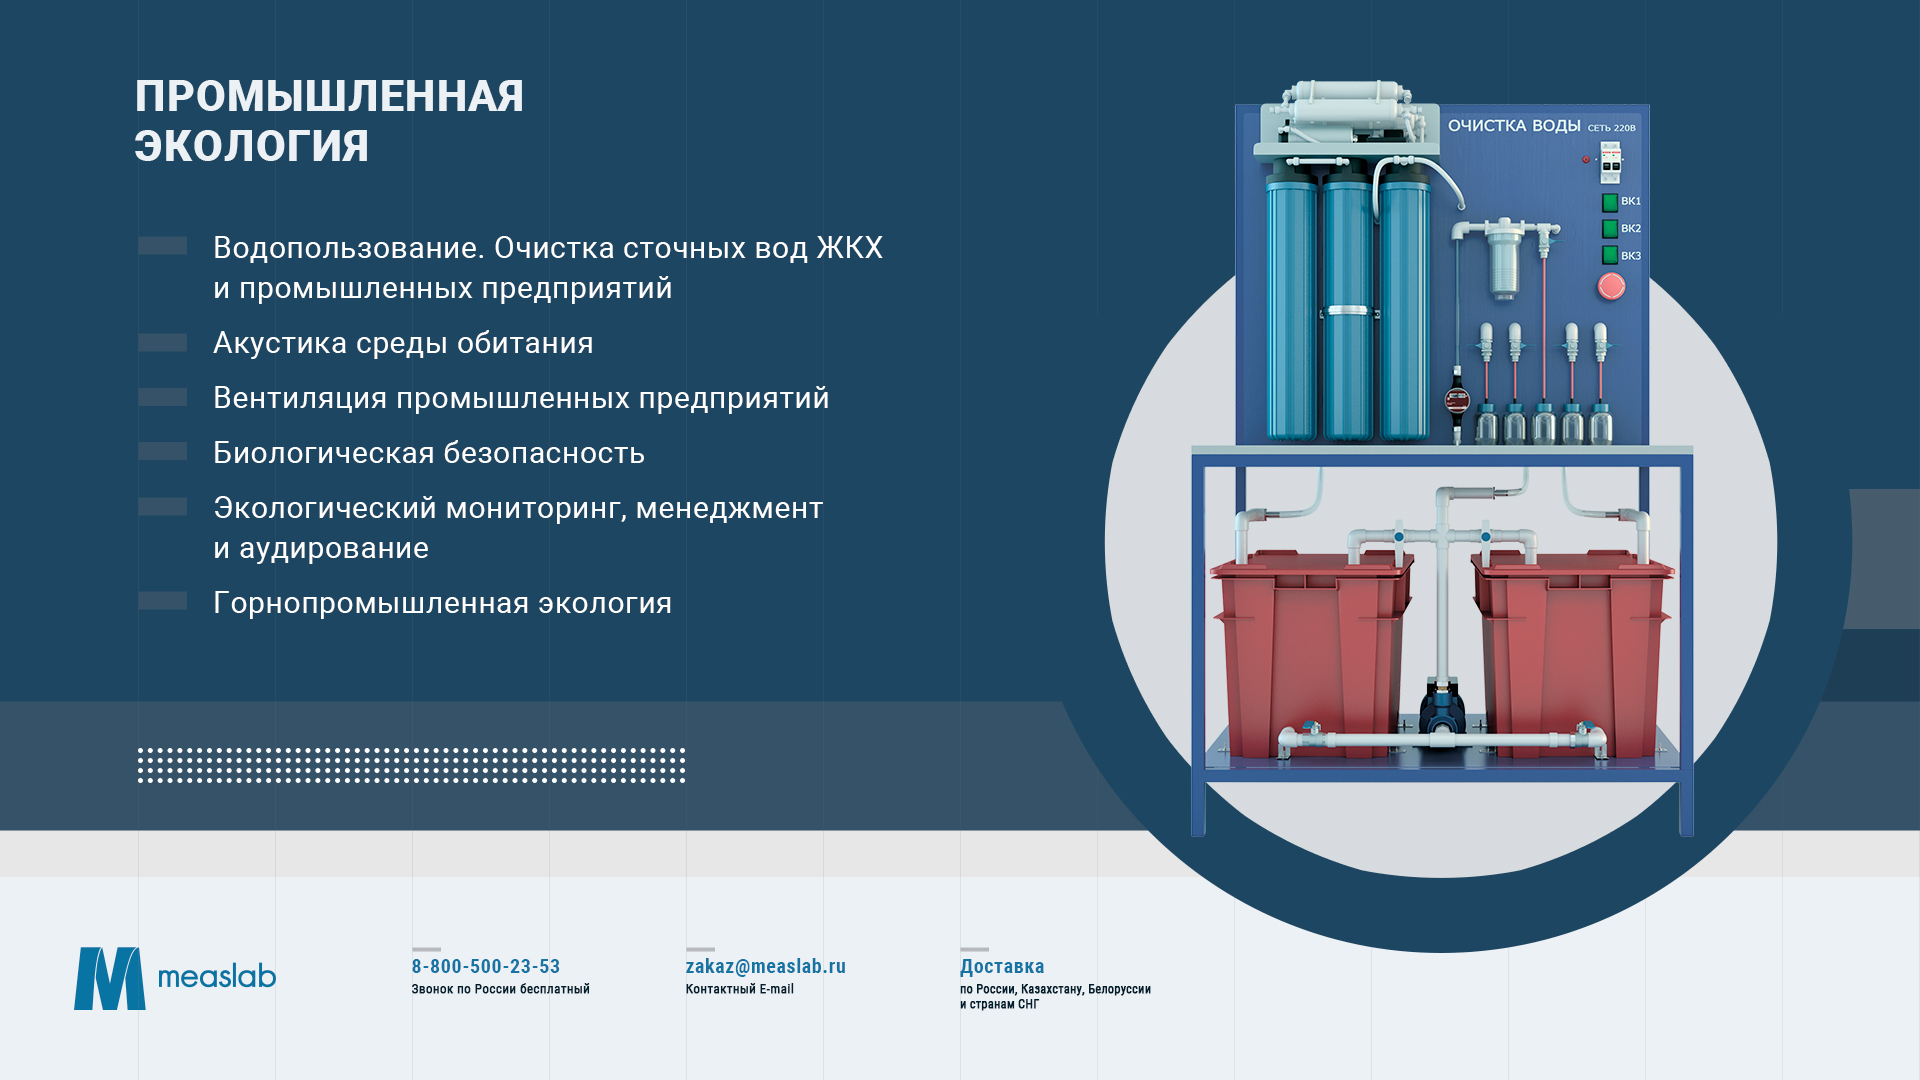 ПРОМЫШЛЕННАЯ
ЭКОЛОГИЯ
Водопользование. Очистка сточных вод ЖКХ
и промышленных предприятий
Акустика среды обитания
Вентиляция промышленных предприятий
Биологическая безопасность
Экологический мониторинг, менеджмент
и аудирование
Горнопромышленная экология
ОЧИСТКА ВОДЫ СЕТЬ 220В
ВК1
ВК2
ВК3
measlab
8-800-500-23-53
Звонок по России бесплатный
zakaz@measlab.ru
Контактный E-mail
Доставка
по России, Казахстану, Белоруссии
и странам СНГ